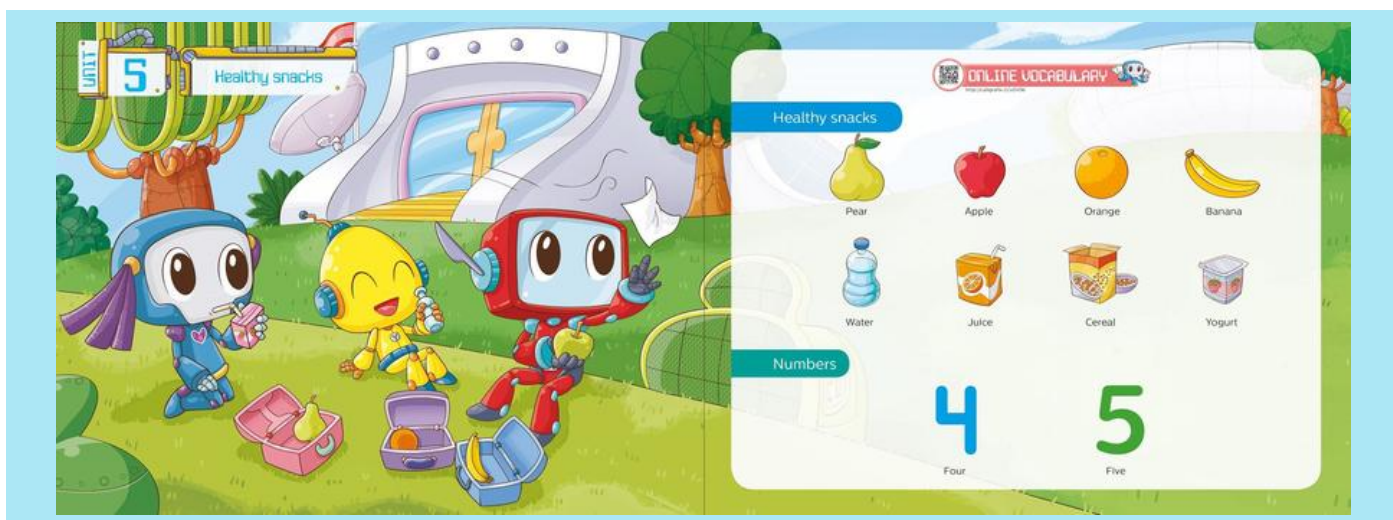 UNIT
5
Healthy snacks
ONLINE VOCABULARY
Healthy snacks
Pear
Apple
Orange
Banana
Water
Juice
Cereal
Yogurt
Numbers
4
5
Four
Five